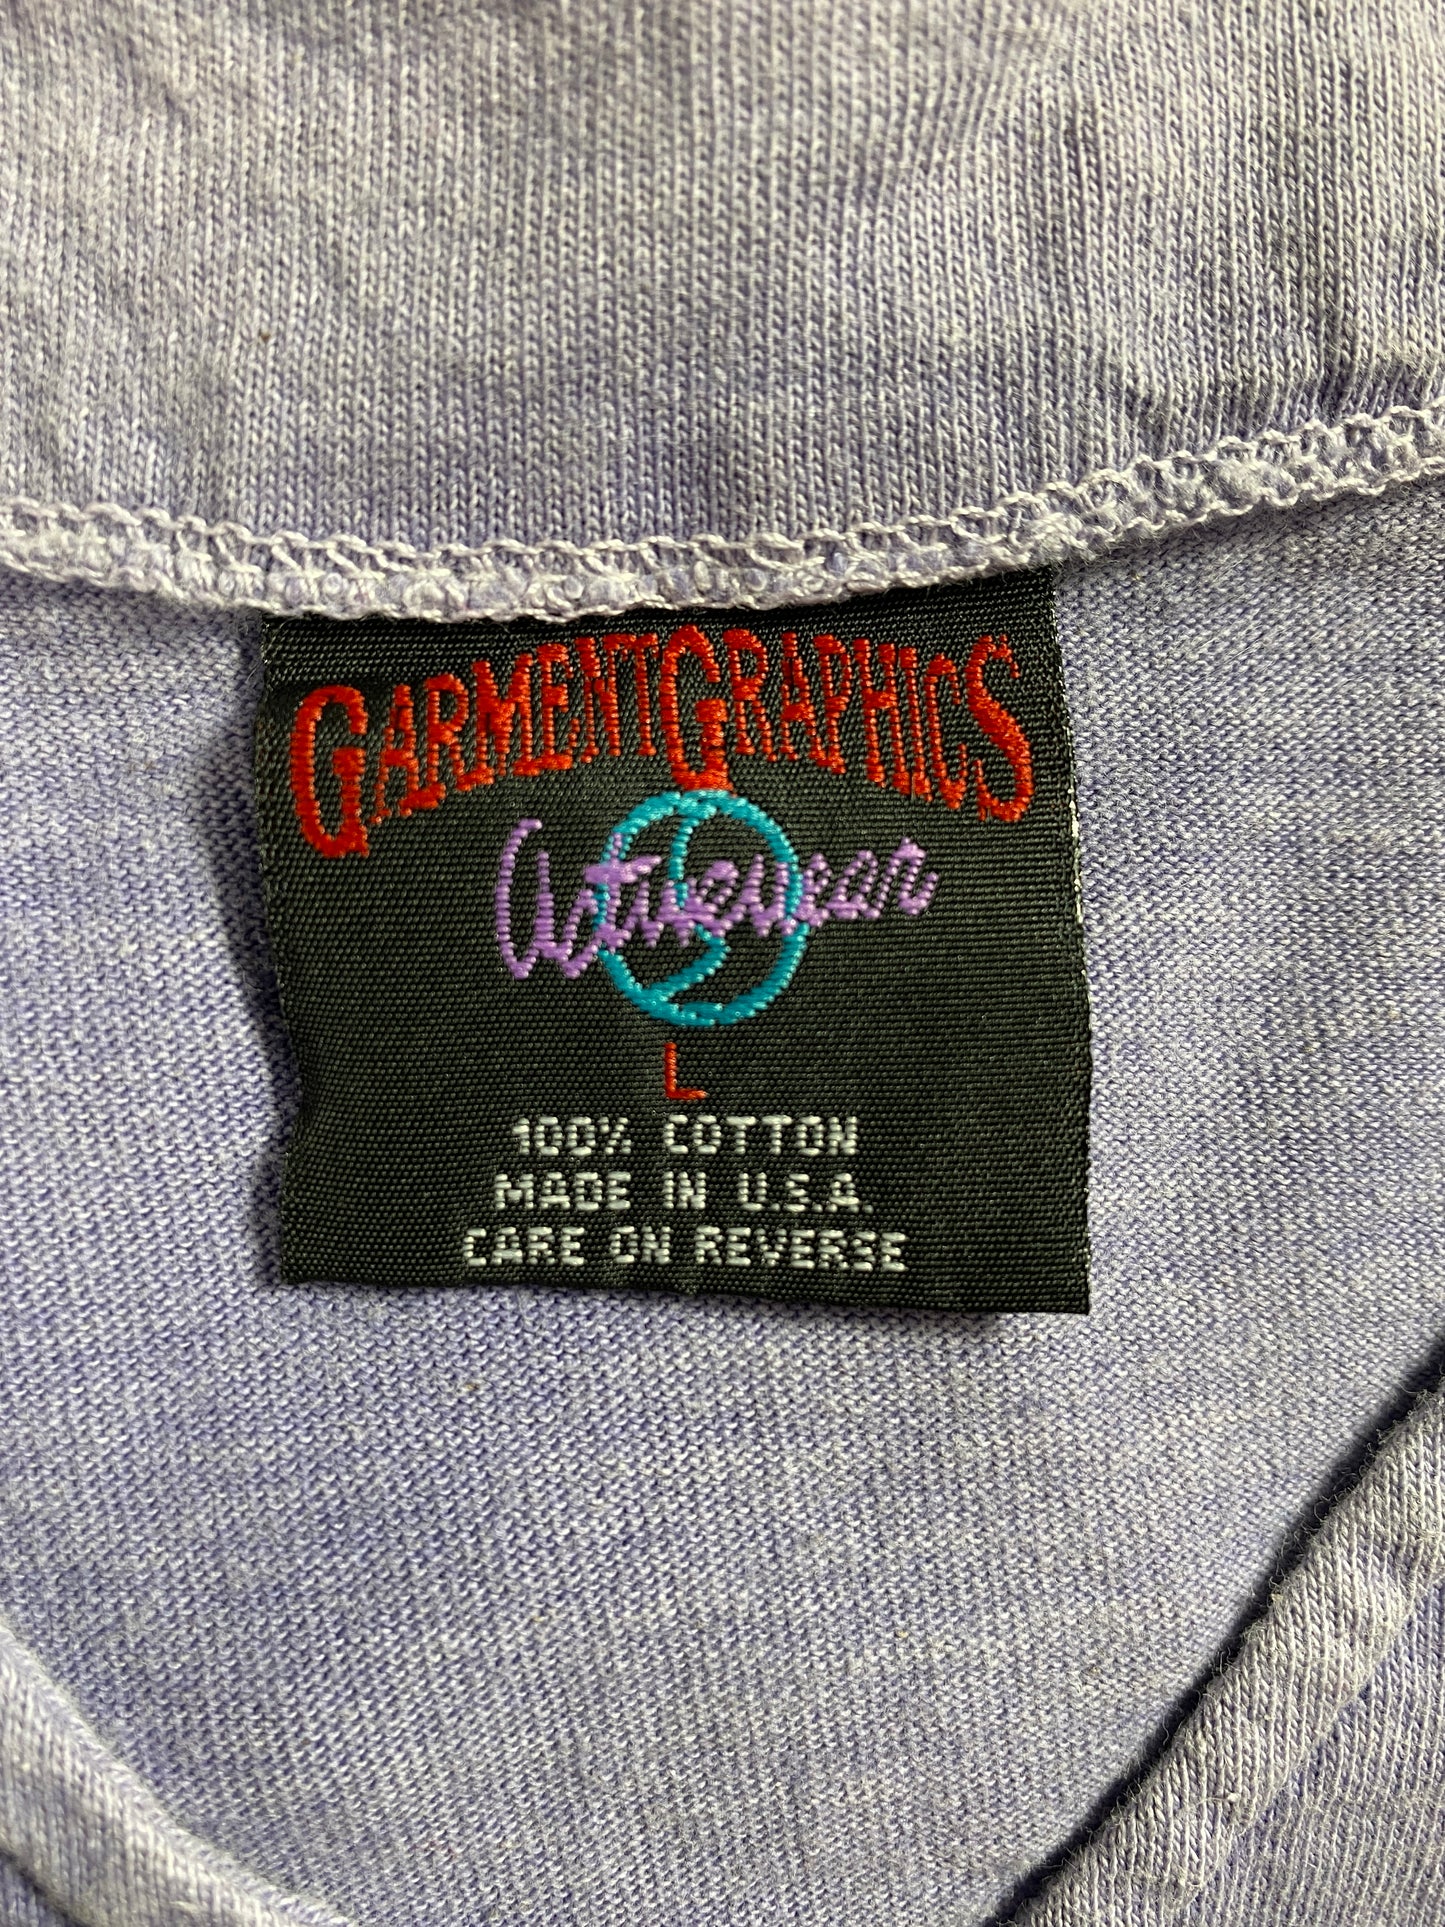 GARMENTGRAPHICS
Activewear
L
100% COTTON
MADE IN U.S.A.
CARE ON REVERSE